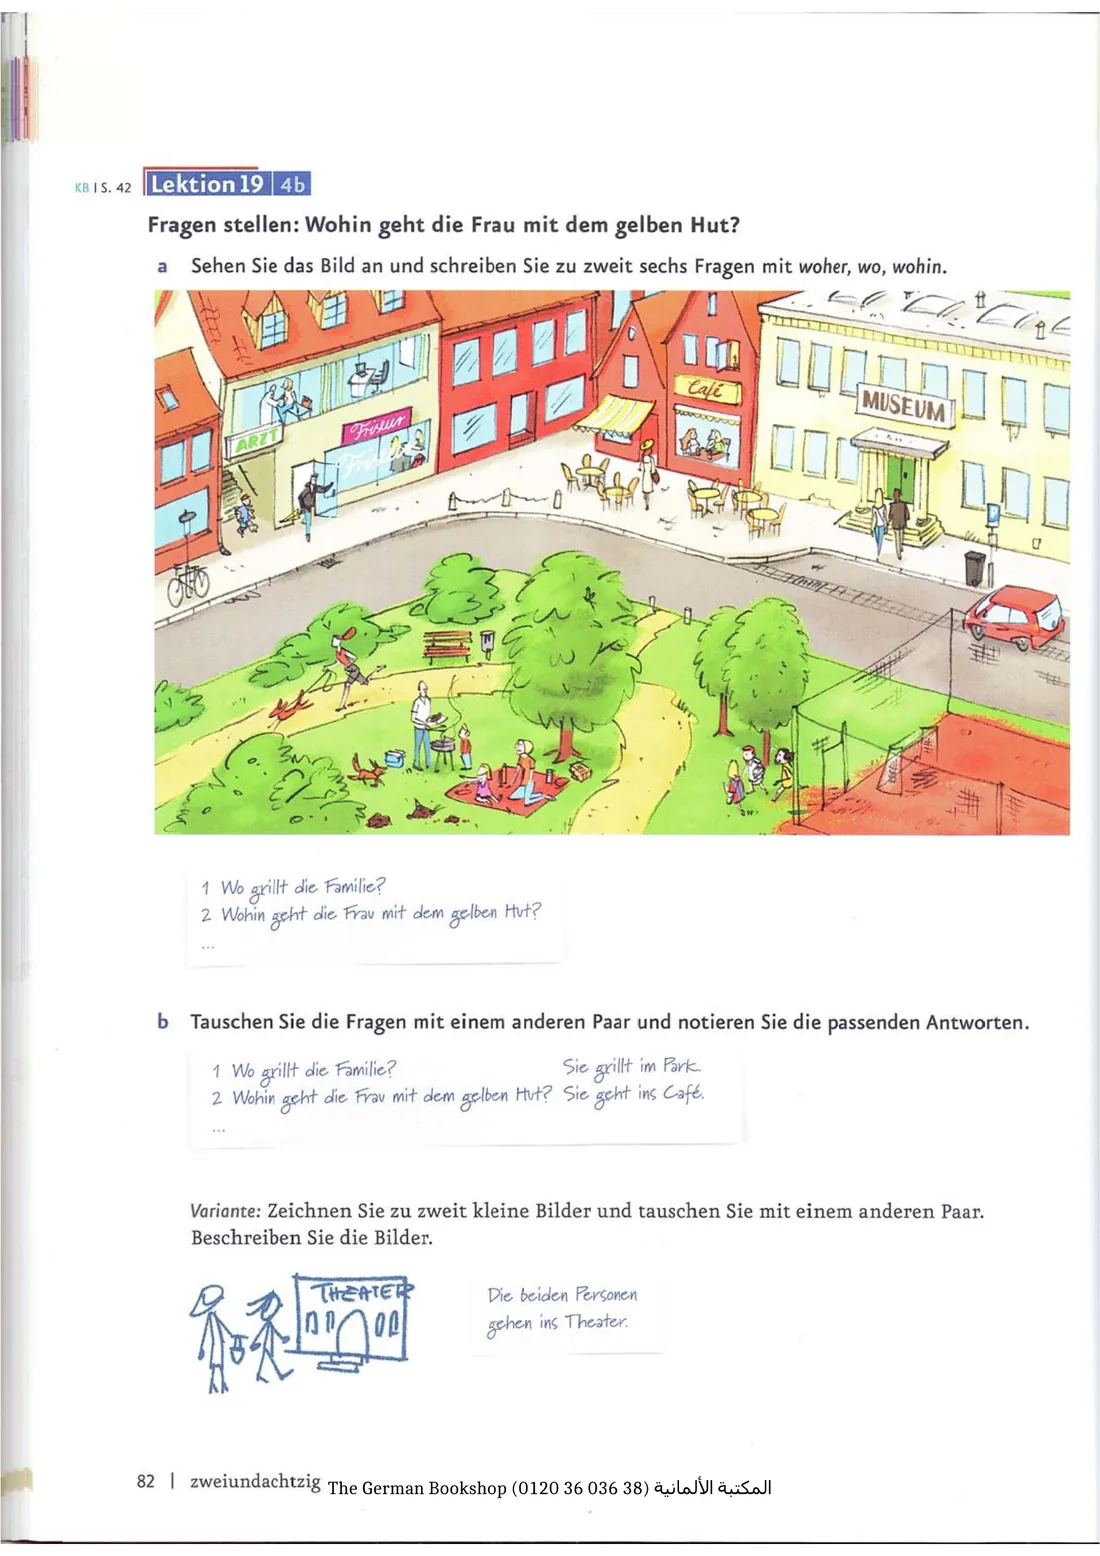 KB | S. 42 Lektion 19 4b
Fragen stellen: Wohin geht die Frau mit dem gelben Hut?
a Sehen Sie das Bild an und schreiben Sie zu zweit sechs Fragen mit woher, wo, wohin.
Café
MUSEUM
ARZT
Friseur
Friseur
1 Wo grillt die Familie?
2 Wohin geht die Frau mit dem gelben Hut?
...
b Tauschen Sie die Fragen mit einem anderen Paar und notieren Sie die passenden Antworten.
1 Wo grillt die Familie? Sie grillt im Park.
2 Wohin geht die Frau mit dem gelben Hut? Sie geht ins Café.
...
Variante: Zeichnen Sie zu zweit kleine Bilder und tauschen Sie mit einem anderen Paar.
Beschreiben Sie die Bilder.
THEATER
Die beiden Personen
gehen ins Theater.
82 | zweiundachtzig The German Bookshop (0120 36 036 38) المكتبة الألمانية